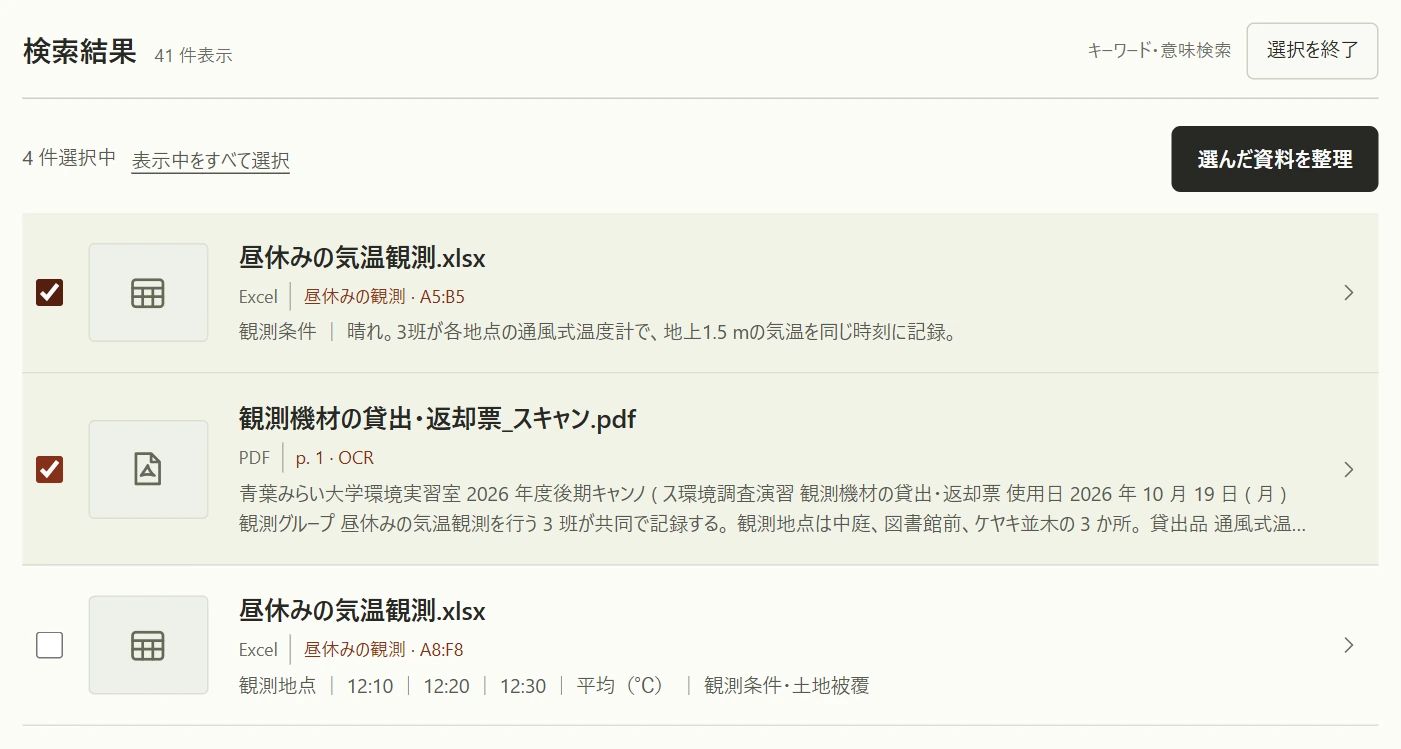 検索結果 41 件表示 キーワード・意味検索 選択を終了
4 件選択中 表示中をすべて選択 選んだ資料を整理
昼休みの気温観測.xlsx
Excel | 昼休みの観測 · A5:B5
観測条件 | 晴れ。3班が各地点の通風式温度計で、地上1.5 mの気温を同じ時刻に記録。
観測機材の貸出・返却票_スキャン.pdf
PDF | p. 1 · OCR
青葉みらい大学環境実習室 2026 年度後期キャンノ ( ス環境調査演習 観測機材の貸出・返却票 使用日 2026 年 10 月 19 日 ( 月 )
観測グループ 昼休みの気温観測を行う 3 班が共同で記録する。 観測地点は中庭、図書館前、ケヤキ並木の 3 か所。 貸出品 通風式温...
昼休みの気温観測.xlsx
Excel | 昼休みの観測 · A8:F8
観測地点 | 12:10 | 12:20 | 12:30 | 平均（℃） | 観測条件・土地被覆